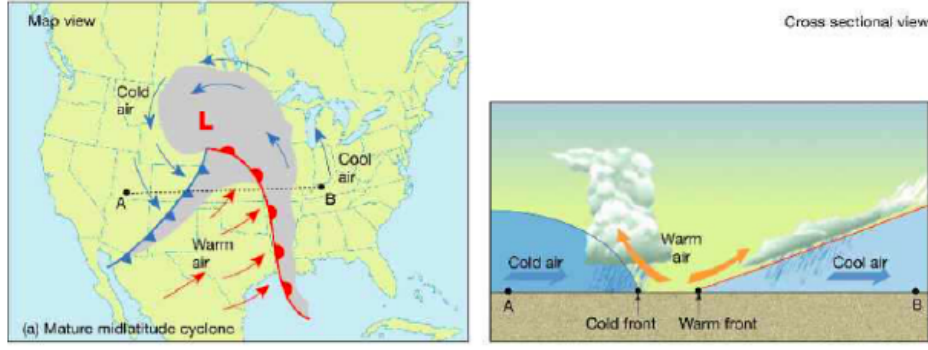 Map view
Cold
air
L
Cool
air
A
B
Warm
air
(a) Mature midlatitude cyclone
Cross sectional view
Cold air
Warm
air
Cool air
A
B
Cold front
Warm front